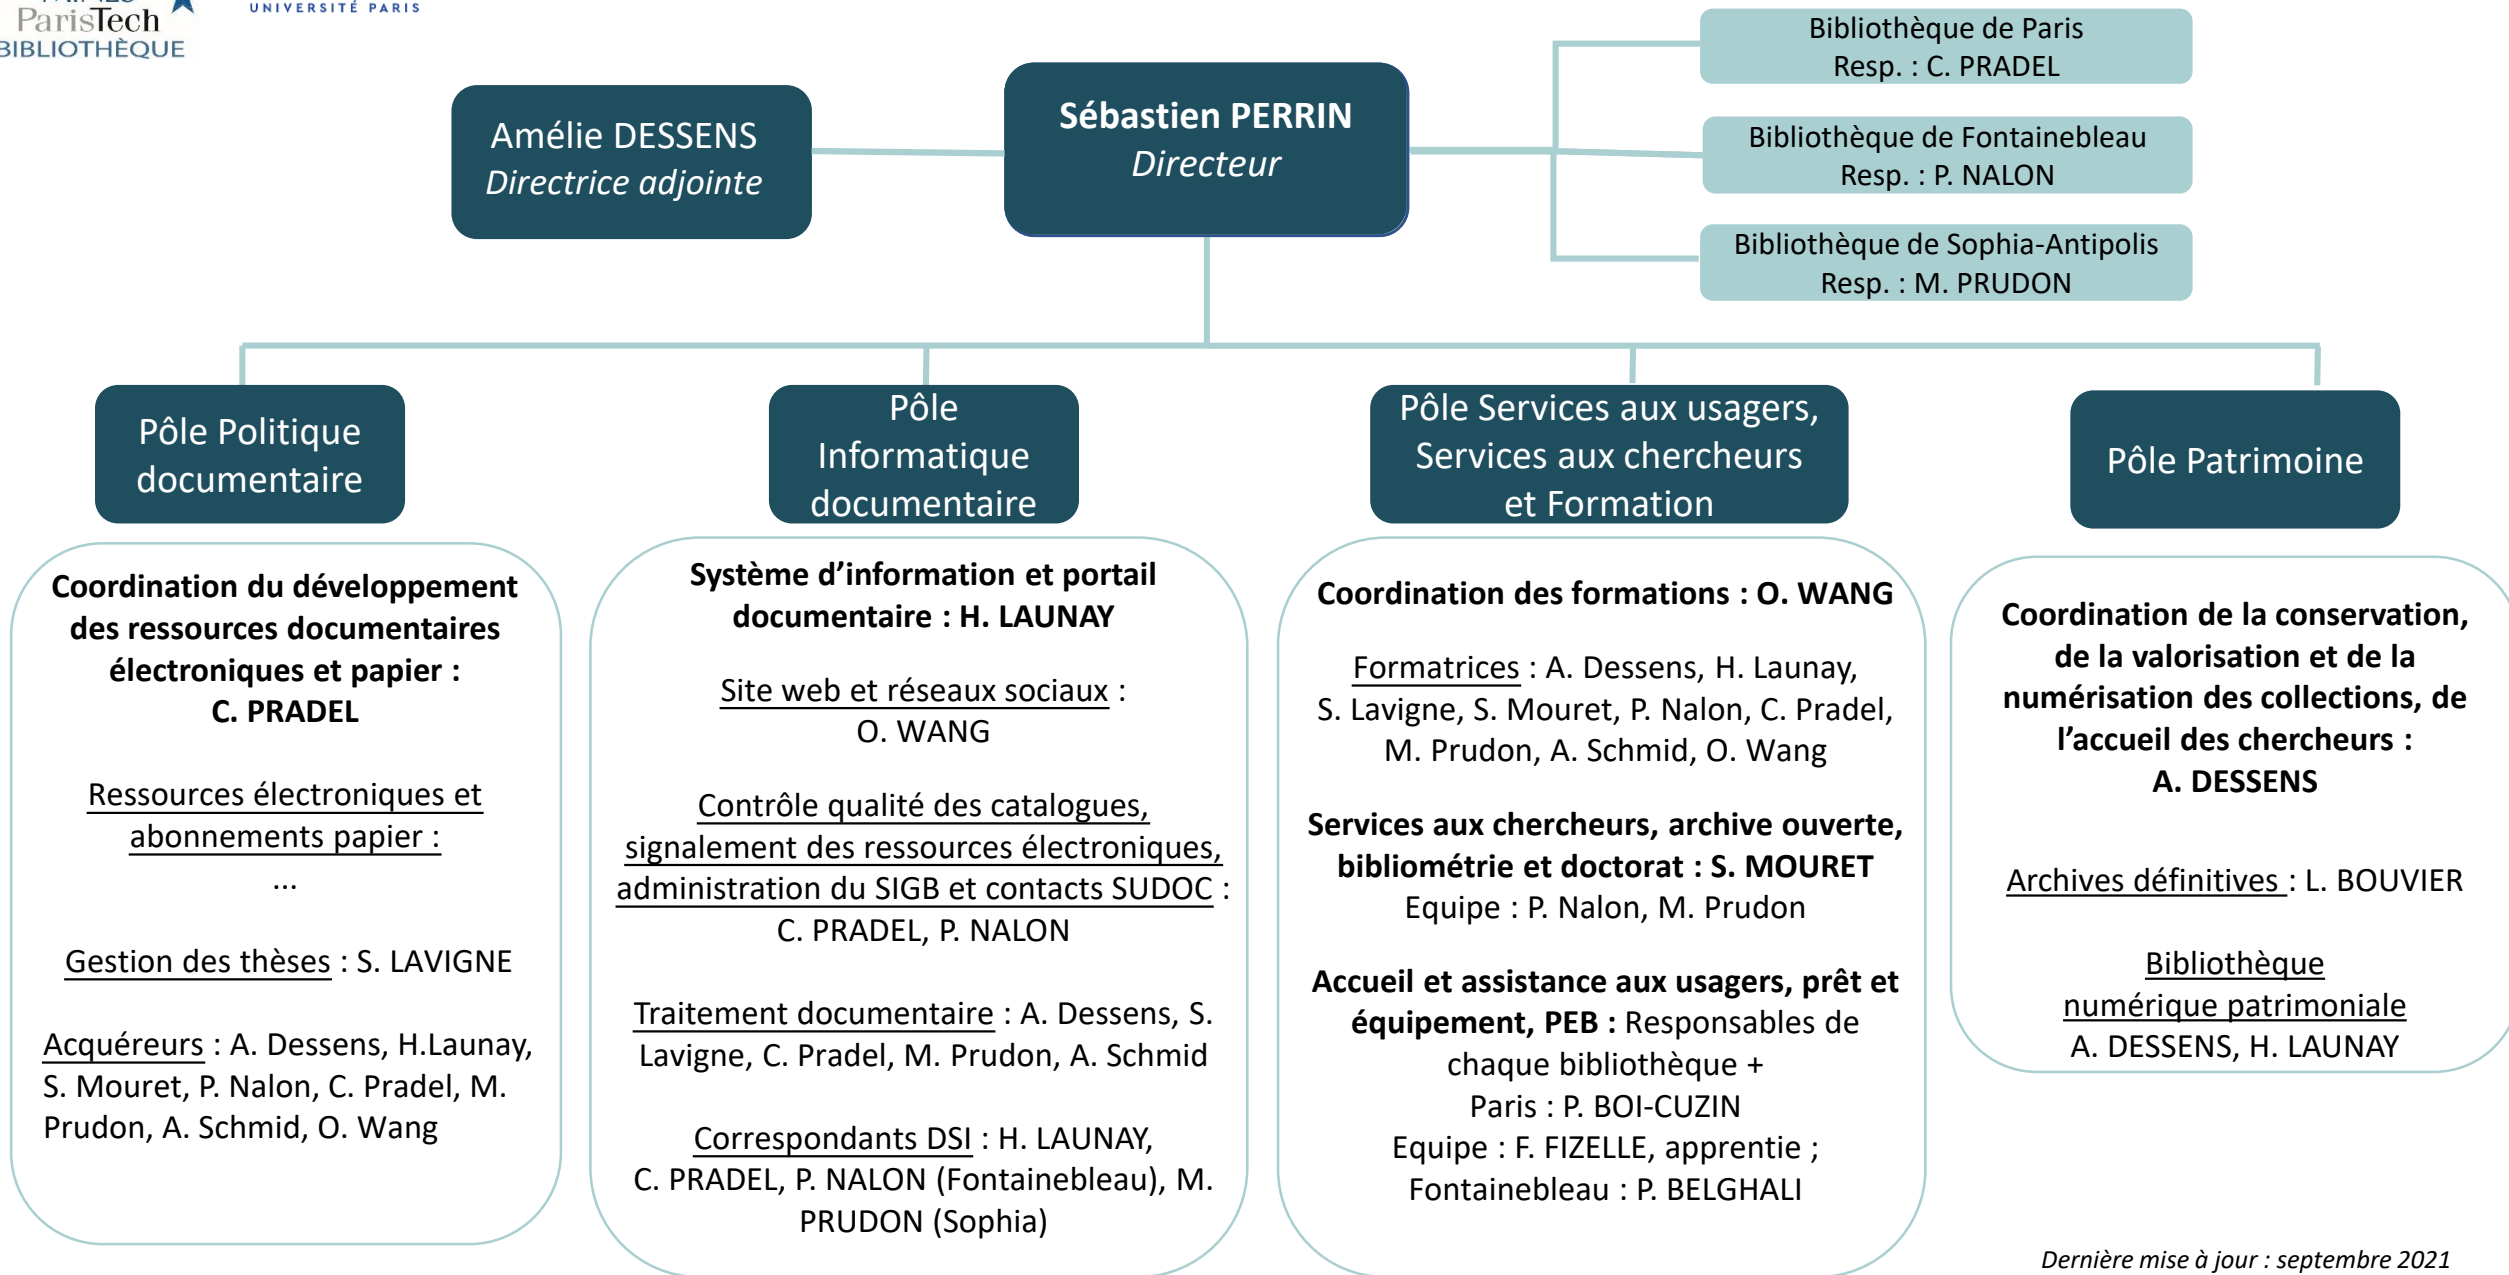 ParisTech
BIBLIOTHÈQUE
UNIVERSITÉ PARIS
Amélie DESSENS
Directrice adjointe
Sébastien PERRIN
Directeur
Bibliothèque de Paris
Resp. : C. PRADEL
Bibliothèque de Fontainebleau
Resp. : P. NALON
Bibliothèque de Sophia-Antipolis
Resp. : M. PRUDON
Pôle Politique
documentaire
Coordination du développement
des ressources documentaires
électroniques et papier :
C. PRADEL
Ressources électroniques et
abonnements papier :
...
Gestion des thèses : S. LAVIGNE
Acquéreurs : A. Dessens, H.Launay,
S. Mouret, P. Nalon, C. Pradel, M.
Prudon, A. Schmid, O. Wang
Pôle
Informatique
documentaire
Système d’information et portail
documentaire : H. LAUNAY
Site web et réseaux sociaux :
O. WANG
Contrôle qualité des catalogues,
signalement des ressources électroniques,
administration du SIGB et contacts SUDOC :
C. PRADEL, P. NALON
Traitement documentaire : A. Dessens, S.
Lavigne, C. Pradel, M. Prudon, A. Schmid
Correspondants DSI : H. LAUNAY,
C. PRADEL, P. NALON (Fontainebleau), M.
PRUDON (Sophia)
Pôle Services aux usagers,
Services aux chercheurs
et Formation
Coordination des formations : O. WANG
Formatrices : A. Dessens, H. Launay,
S. Lavigne, S. Mouret, P. Nalon, C. Pradel,
M. Prudon, A. Schmid, O. Wang
Services aux chercheurs, archive ouverte,
bibliométrie et doctorat : S. MOURET
Equipe : P. Nalon, M. Prudon
Accueil et assistance aux usagers, prêt et
équipement, PEB : Responsables de
chaque bibliothèque +
Paris : P. BOI-CUZIN
Equipe : F. FIZELLE, apprentie ;
Fontainebleau : P. BELGHALI
Pôle Patrimoine
Coordination de la conservation,
de la valorisation et de la
numérisation des collections, de
l’accueil des chercheurs :
A. DESSENS
Archives définitives : L. BOUVIER
Bibliothèque
numérique patrimoniale
A. DESSENS, H. LAUNAY
Dernière mise à jour : septembre 2021